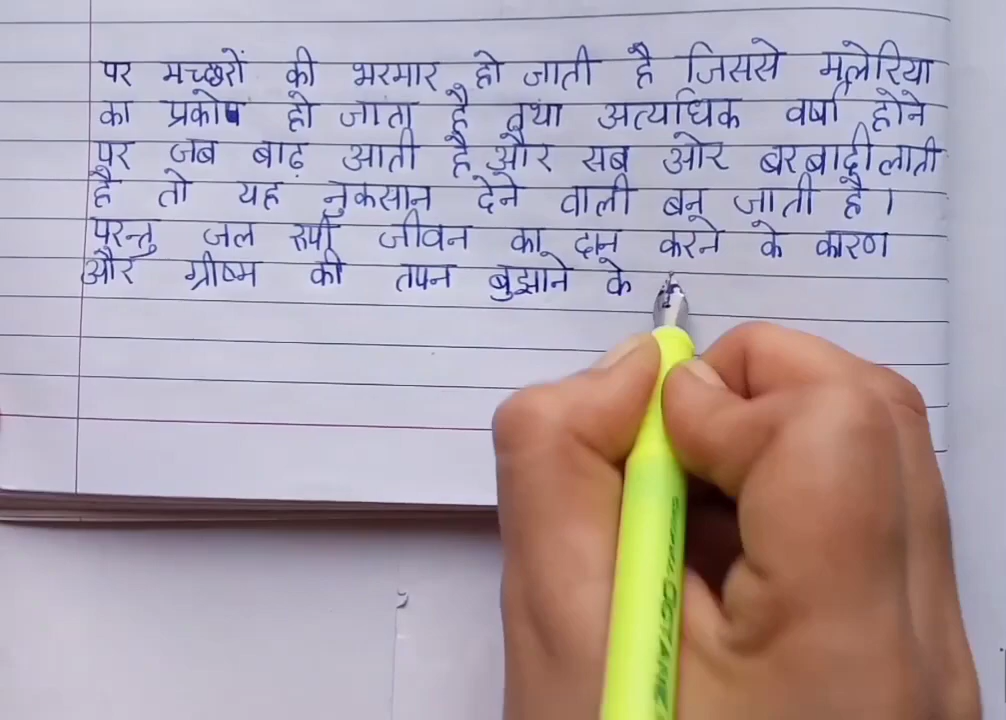 पर मच्छरों की भरमार हो जाती है जिससे मलेरिया
का प्रकोप हो जाता है तथा अत्यधिक वर्षा होने
पर जब बाढ़ आती है और सब ओर बरबादी लाती
है तो यह नुकसान देने वाली बन जाती है ।
परन्तु जल रूपी जीवन का दान करने के कारण
और ग्रीष्म की तपन बुझाने के